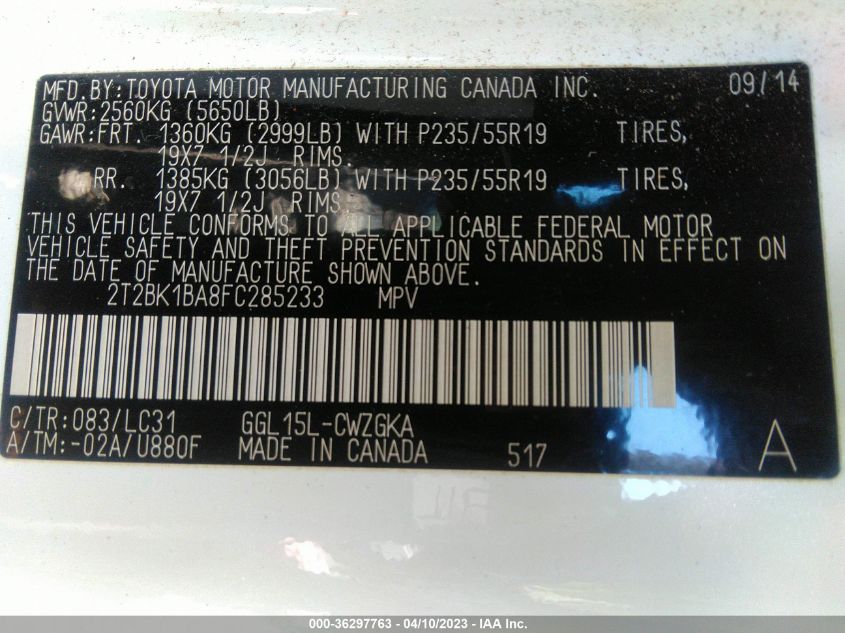 MFD.BY:TOYOTA MOTOR MANUFACTURING CANADA INC. 09/14
GVWR:2560KG (5650LB)
GAWR:FRT. 1360KG (2999LB) WITH P235/55R19 TIRES,
19X7 1/2J RIMS.
RR. 1385KG (3056LB) WITH P235/55R19 TIRES,
19X7 1/2J RIMS.
THIS VEHICLE CONFORMS TO ALL APPLICABLE FEDERAL MOTOR
VEHICLE SAFETY AND THEFT PREVENTION STANDARDS IN EFFECT ON
THE DATE OF MANUFACTURE SHOWN ABOVE.
2T2BK1BA8FC285233 MPV
C/TR:083/LC31 GGL15L-CWZGKA
A/TM:-02A/U880F MADE IN CANADA 517 A
000-36297763 - 04/10/2023 - IAA Inc.